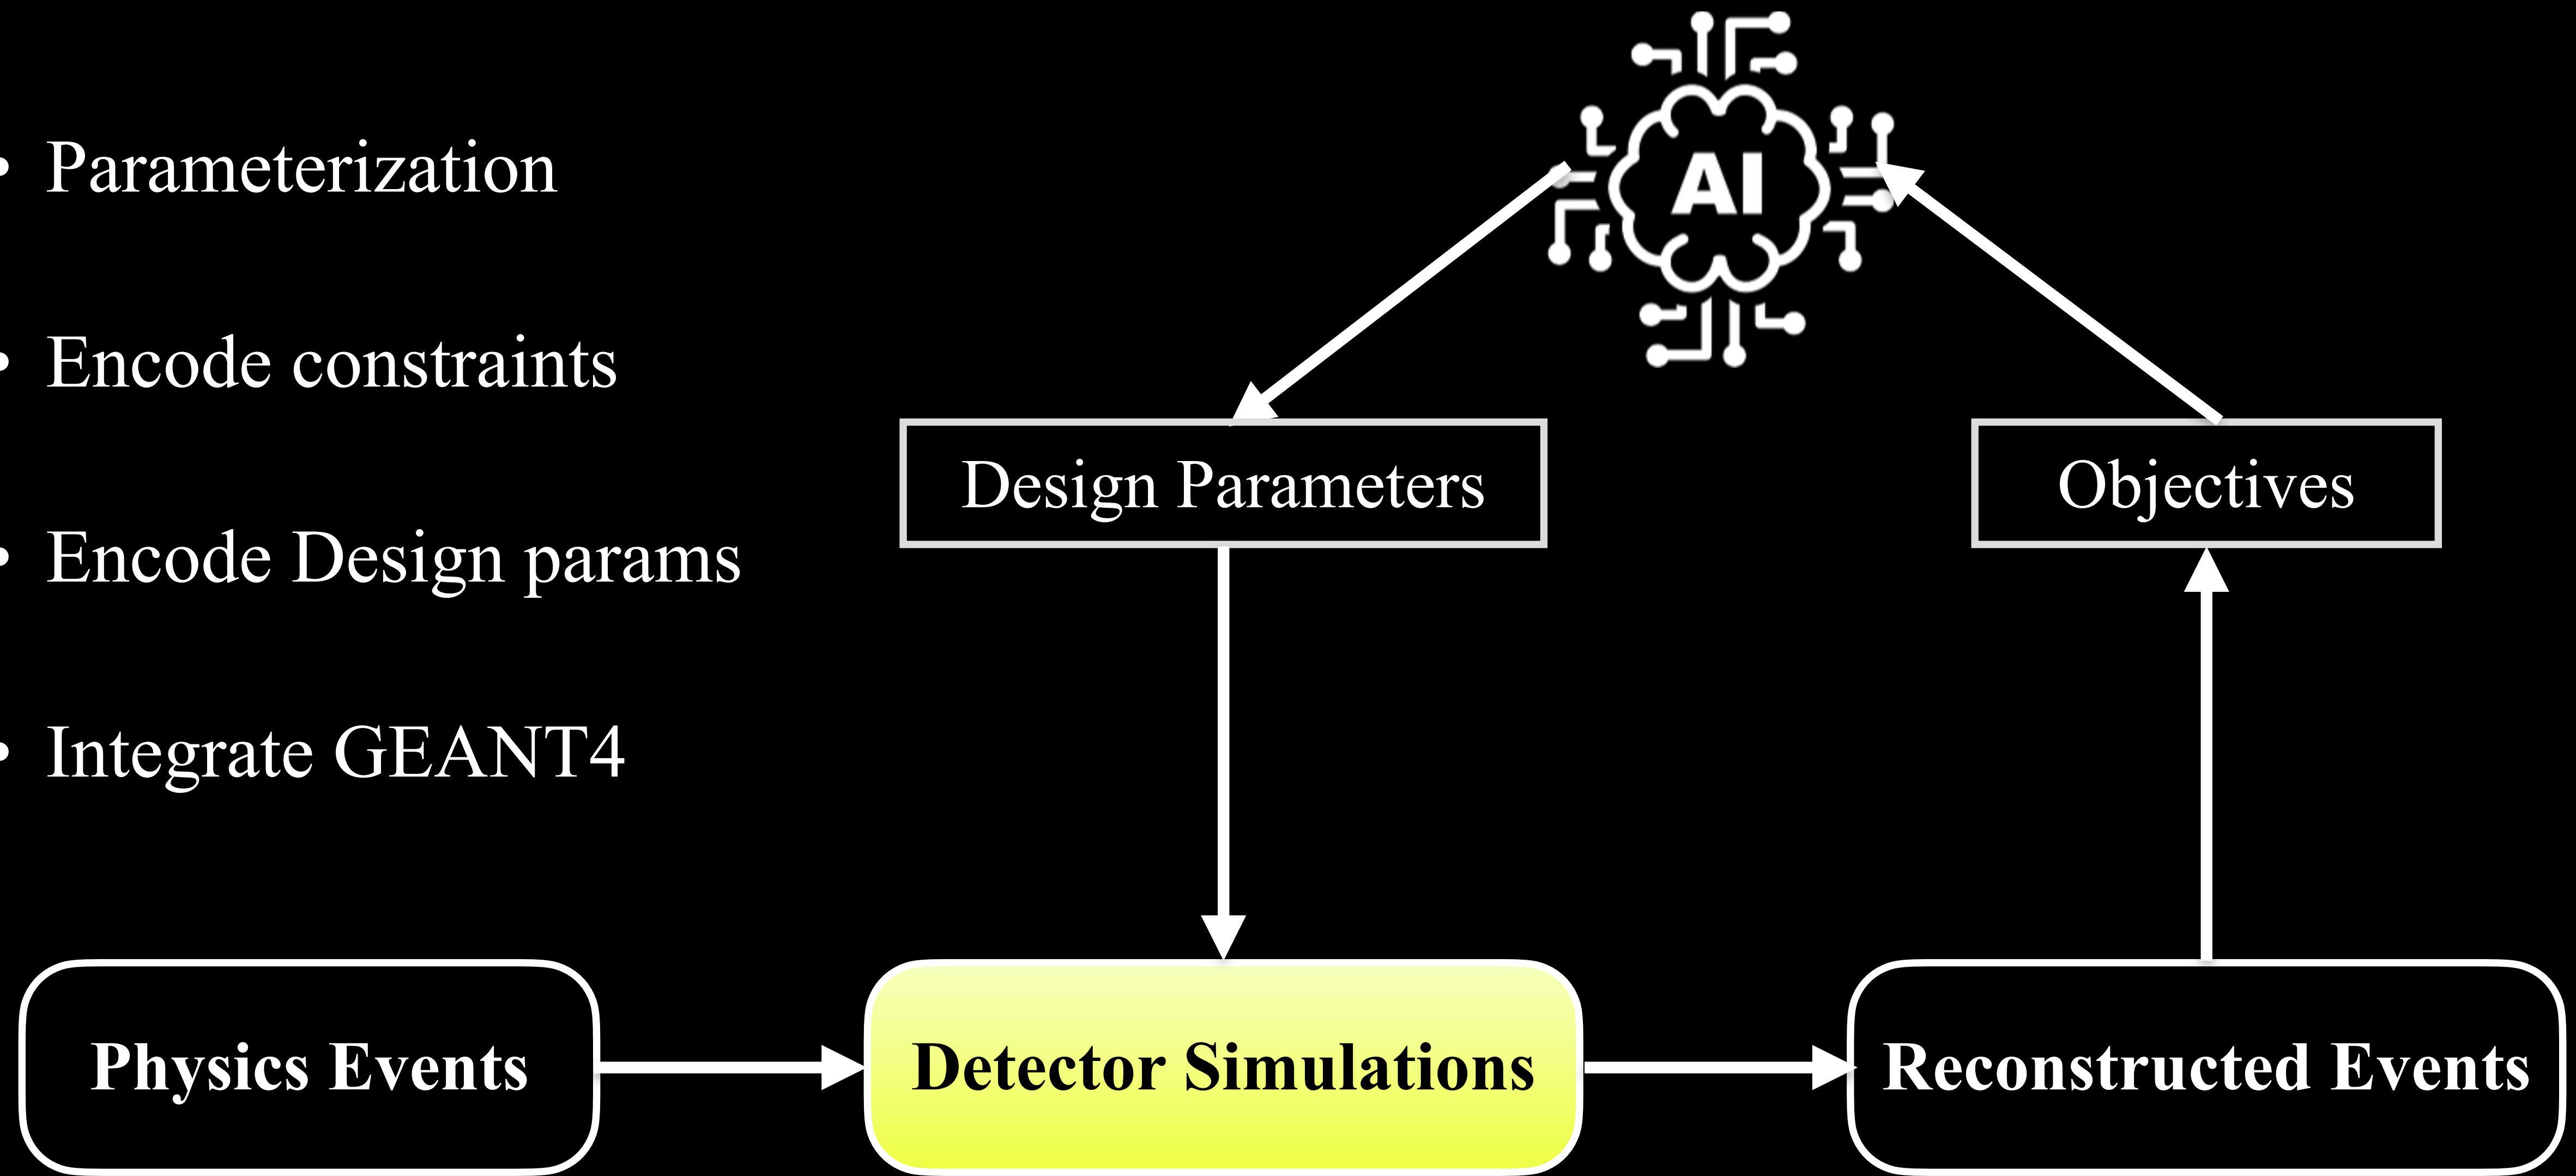 • Parameterization
• Encode constraints
• Encode Design params
• Integrate GEANT4
AI
Design Parameters
Objectives
Physics Events
Detector Simulations
Reconstructed Events